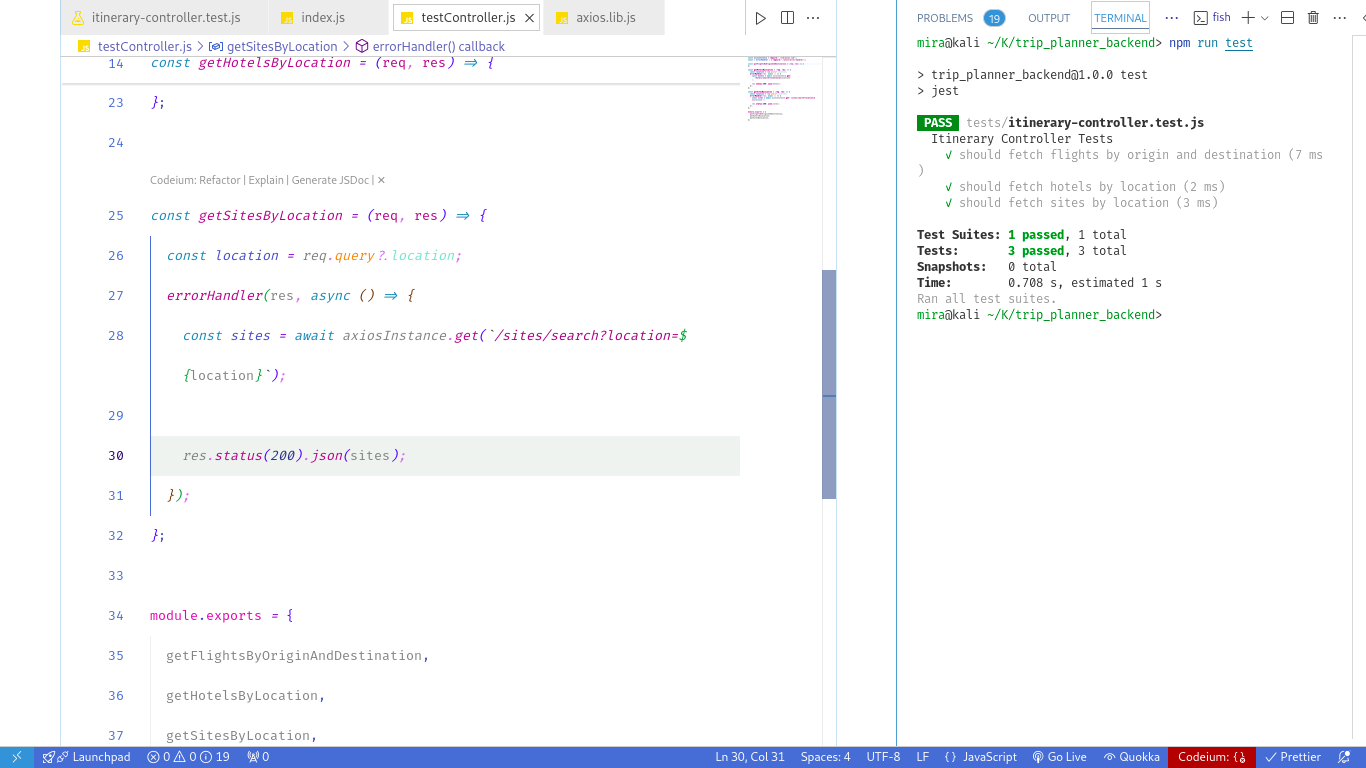 itinerary-controller.test.js
index.js
testController.js
axios.lib.js
testController.js > getSitesByLocation > errorHandler() callback
14 const getHotelsByLocation = (req, res) => {
23 };
24
Codeium: Refactor | Explain | Generate JSDoc | ×
25 const getSitesByLocation = (req, res) => {
26 const location = req.query?.location;
27 errorHandler(res, async () => {
28 const sites = await axiosInstance.get(`/sites/search?location=$
{location}`);
29
30 res.status(200).json(sites);
31 });
32 };
33
34 module.exports = {
35 getFlightsByOriginAndDestination,
36 getHotelsByLocation,
37 getSitesByLocation,
PROBLEMS 19 OUTPUT TERMINAL ··· fish
mira@kali ~/K/trip_planner_backend> npm run test
> trip_planner_backend@1.0.0 test
> jest
PASS tests/itinerary-controller.test.js
Itinerary Controller Tests
√ should fetch flights by origin and destination (7 ms
)
√ should fetch hotels by location (2 ms)
√ should fetch sites by location (3 ms)
Test Suites: 1 passed, 1 total
Tests: 3 passed, 3 total
Snapshots: 0 total
Time: 0.708 s, estimated 1 s
Ran all test suites.
mira@kali ~/K/trip_planner_backend>
Launchpad 0 0 19 0 Ln 30, Col 31 Spaces: 4 UTF-8 LF {} JavaScript Go Live Quokka Codeium: {} Prettier